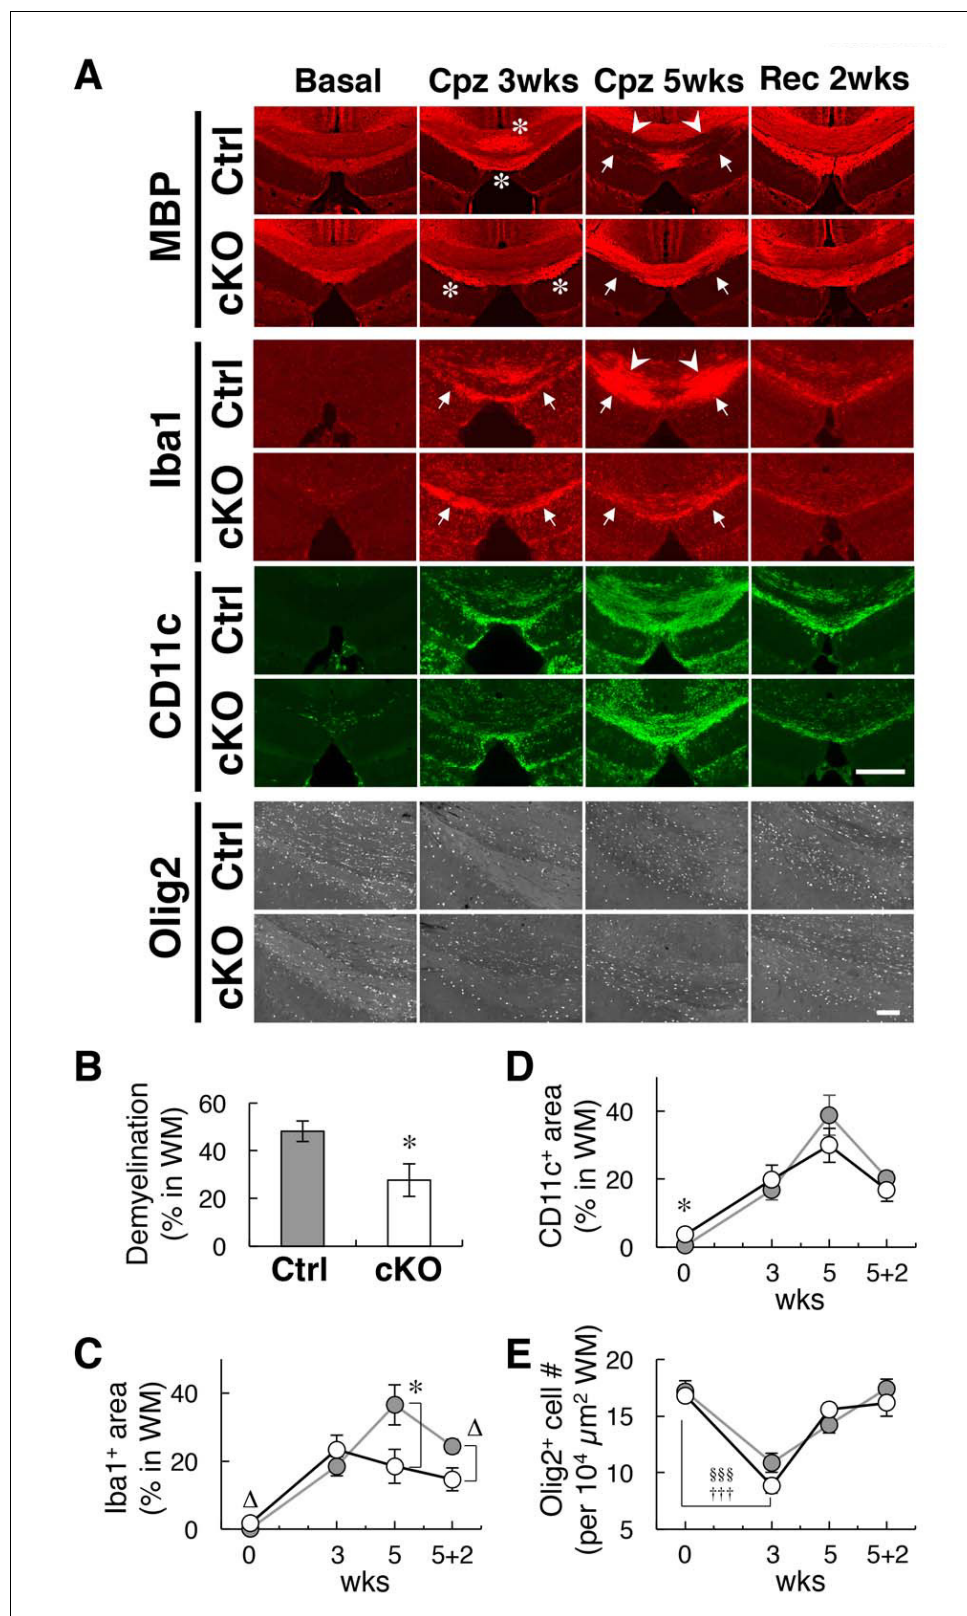 A
Basal Cpz 3wks Cpz 5wks Rec 2wks
MBP
Ctrl
*
*
cKO
* *
Iba1
Ctrl
cKO
CD11c
Ctrl
cKO
Olig2
Ctrl
cKO
B
Demyelination
(% in WM)
60
40
20
0
*
Ctrl cKO
D
CD11c⁺ area
(% in WM)
40
20
0
*
0 3 5 5+2
wks
C
Iba1⁺ area
(% in WM)
40
20
0
Δ
*
Δ
0 3 5 5+2
wks
E
Olig2⁺ cell #
(per 10⁴ μm² WM)
20
15
10
5
§§§
†††
0 3 5 5+2
wks